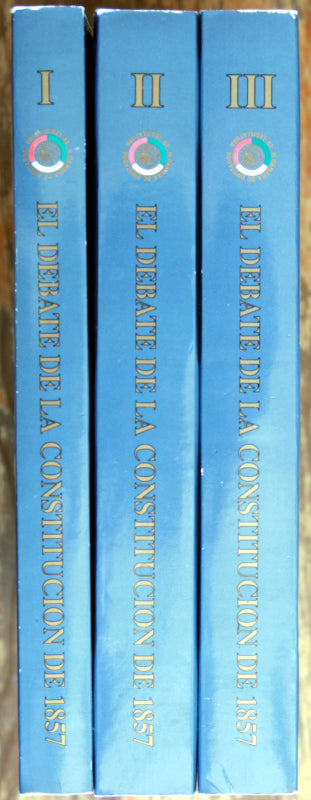 I
EL DEBATE DE LA CONSTITUCION DE 1857
II
EL DEBATE DE LA CONSTITUCION DE 1857
III
EL DEBATE DE LA CONSTITUCION DE 1857